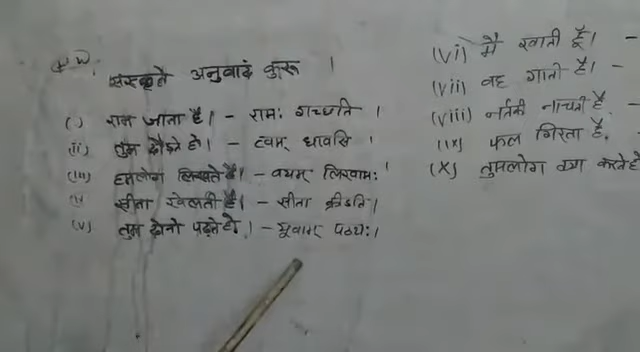 H.W.
संस्कृते अनुवादं कुरू ।
(i) राम जाता है। - रामः गच्छति ।
(ii) तुम दौड़ते हो। - त्वम् धावसि ।
(iii) हमलोग लिखते हैं। - वयम् लिखामः ।
(iv सीता खेलती है। - सीता क्रीडति ।
(v) तुम दोनो पढ़ते हो। - युवाम् पठथः ।
(vi) मैं खाती हूँ। -
(vii) वह गाती है। -
(viii) नर्तकी नाचती है. -
(ix) फल गिरता है. -
(x) तुमलोग क्या करते हो